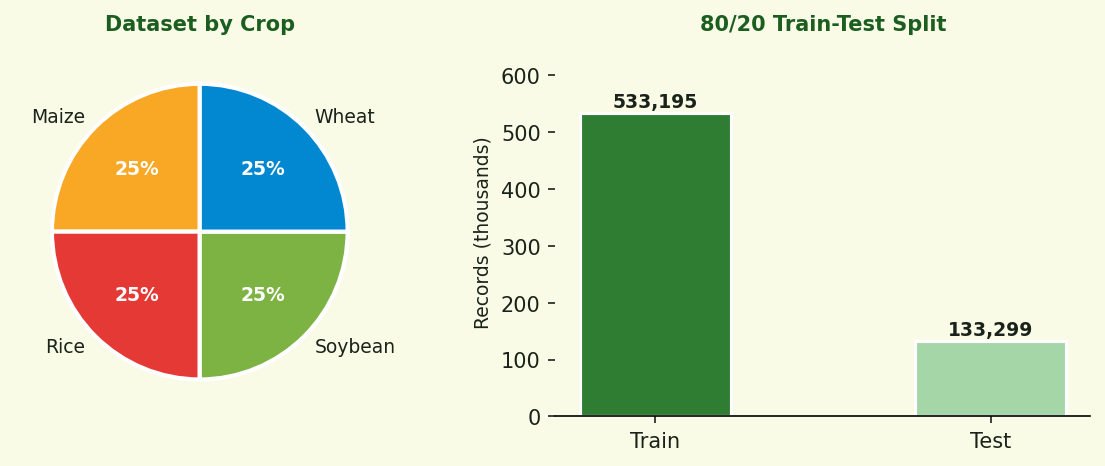 Dataset by Crop
Maize
Wheat
25%
25%
25%
25%
Rice
Soybean
80/20 Train-Test Split
Records (thousands)
600
500
400
300
200
100
0
533,195
133,299
Train
Test